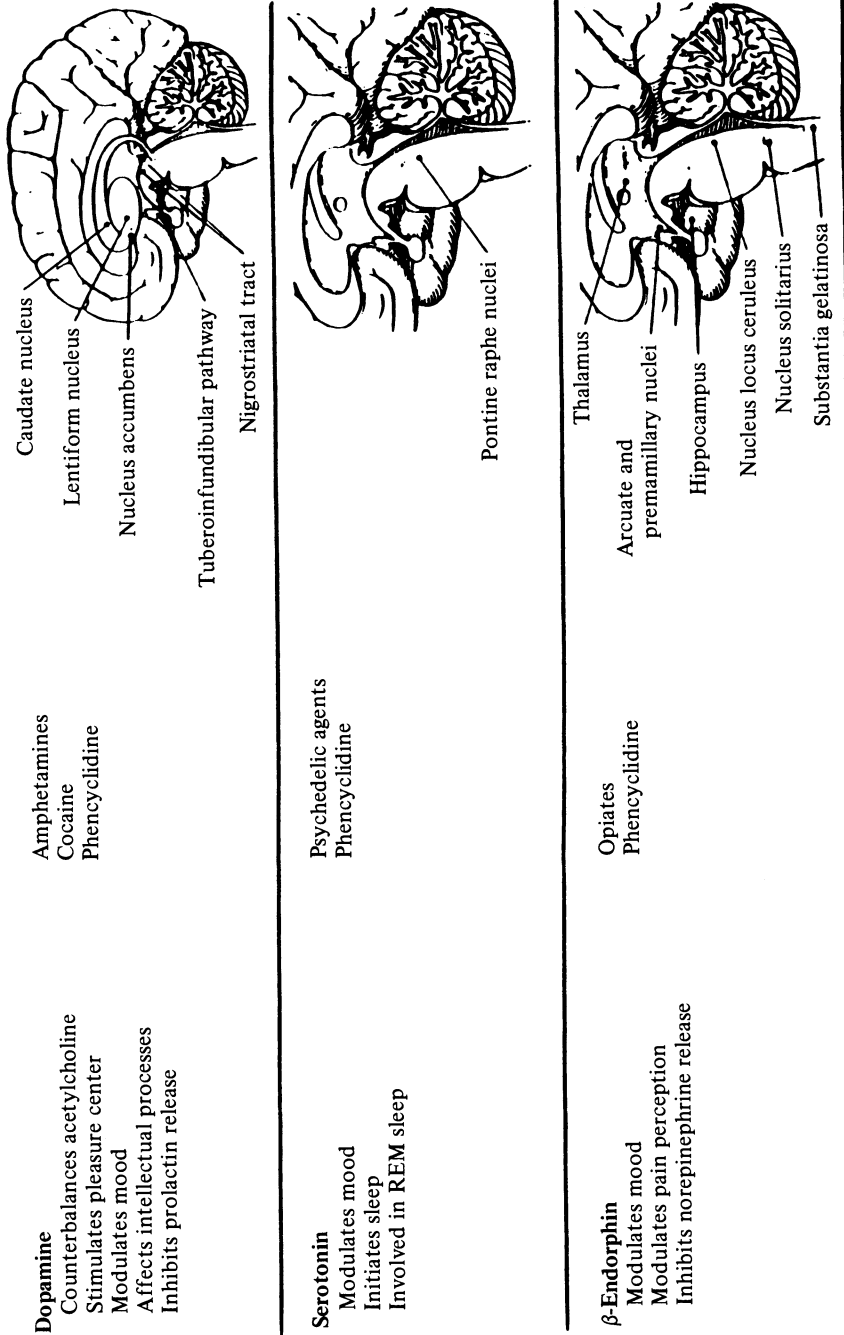 Dopamine
Counterbalances acetylcholine
Stimulates pleasure center
Modulates mood
Affects intellectual processes
Inhibits prolactin release
Amphetamines
Cocaine
Phencyclidine
Caudate nucleus
Lentiform nucleus
Nucleus accumbens
Tuberoinfundibular pathway
Nigrostriatal tract
Serotonin
Modulates mood
Initiates sleep
Involved in REM sleep
Psychedelic agents
Phencyclidine
Pontine raphe nuclei
β-Endorphin
Modulates mood
Modulates pain perception
Inhibits norepinephrine release
Opiates
Phencyclidine
Thalamus
Arcuate and
premamillary nuclei
Hippocampus
Nucleus locus ceruleus
Nucleus solitarius
Substantia gelatinosa